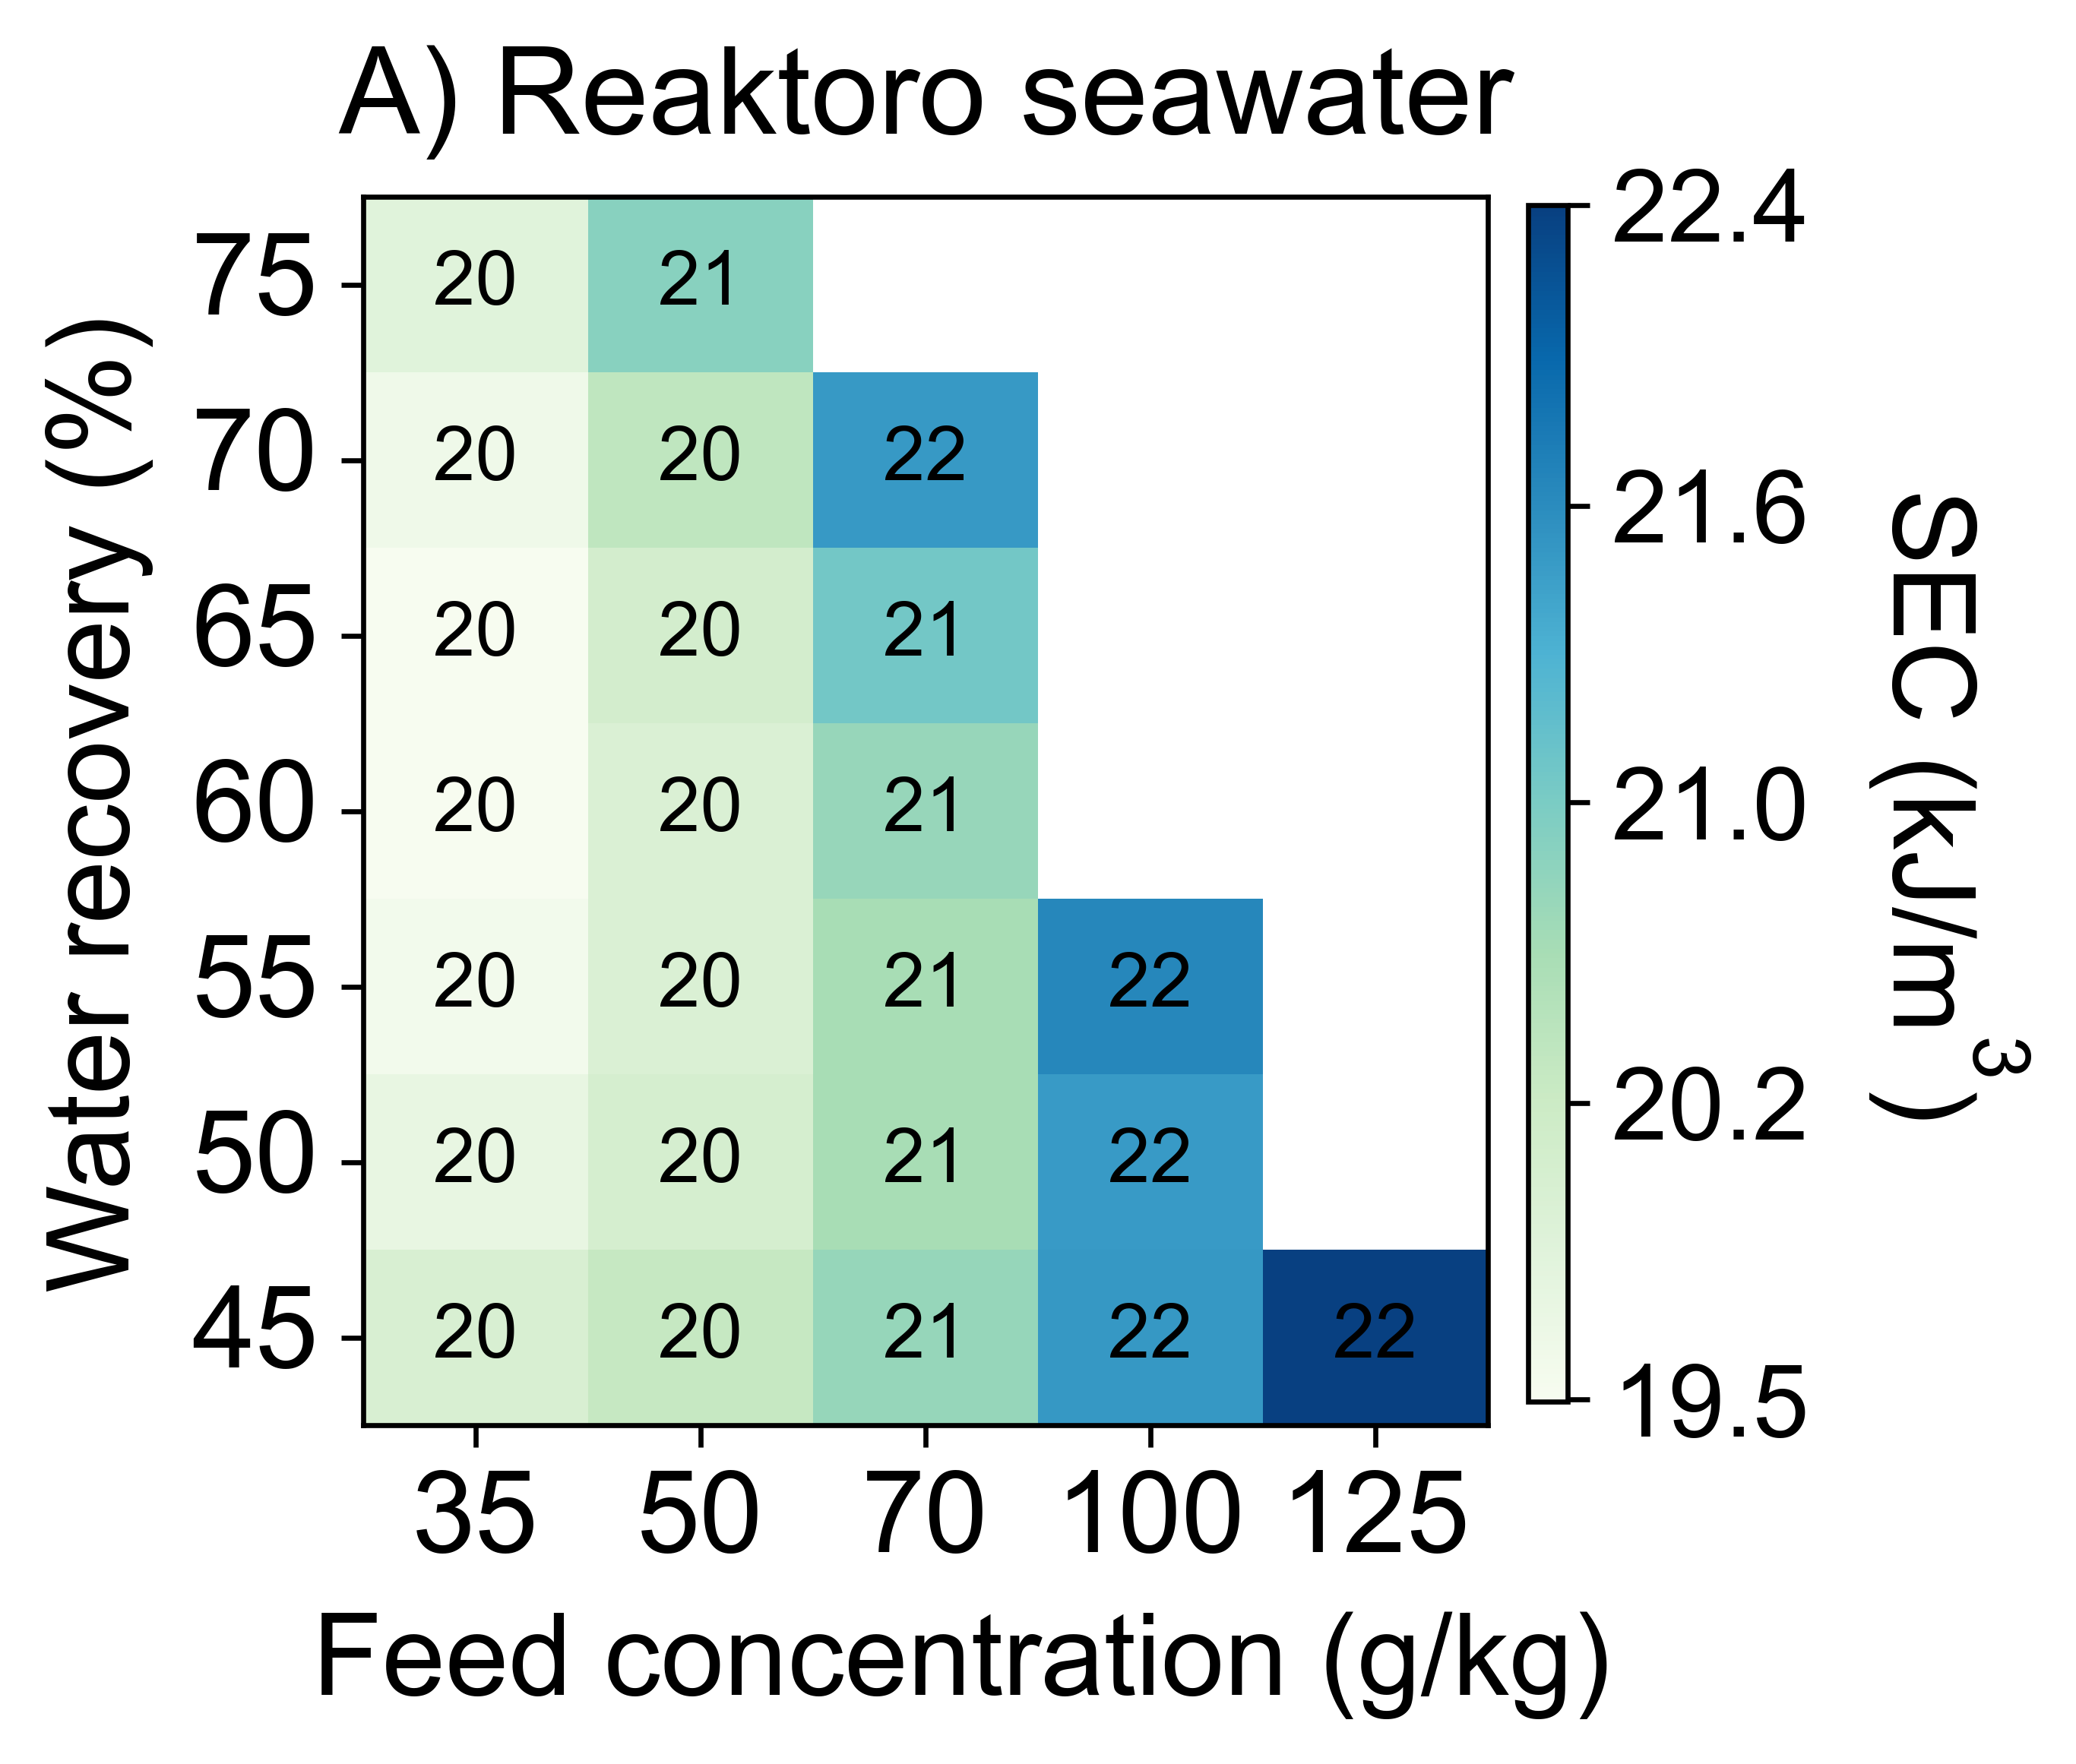 A) Reaktoro seawater
Water recovery (%)
75 20 21
70 20 20 22
65 20 20 21
60 20 20 21
55 20 20 21 22
50 20 20 21 22
45 20 20 21 22 22
35 50 70 100 125
Feed concentration (g/kg)
22.4
21.6
21.0
20.2
19.5
SEC (kJ/m³)